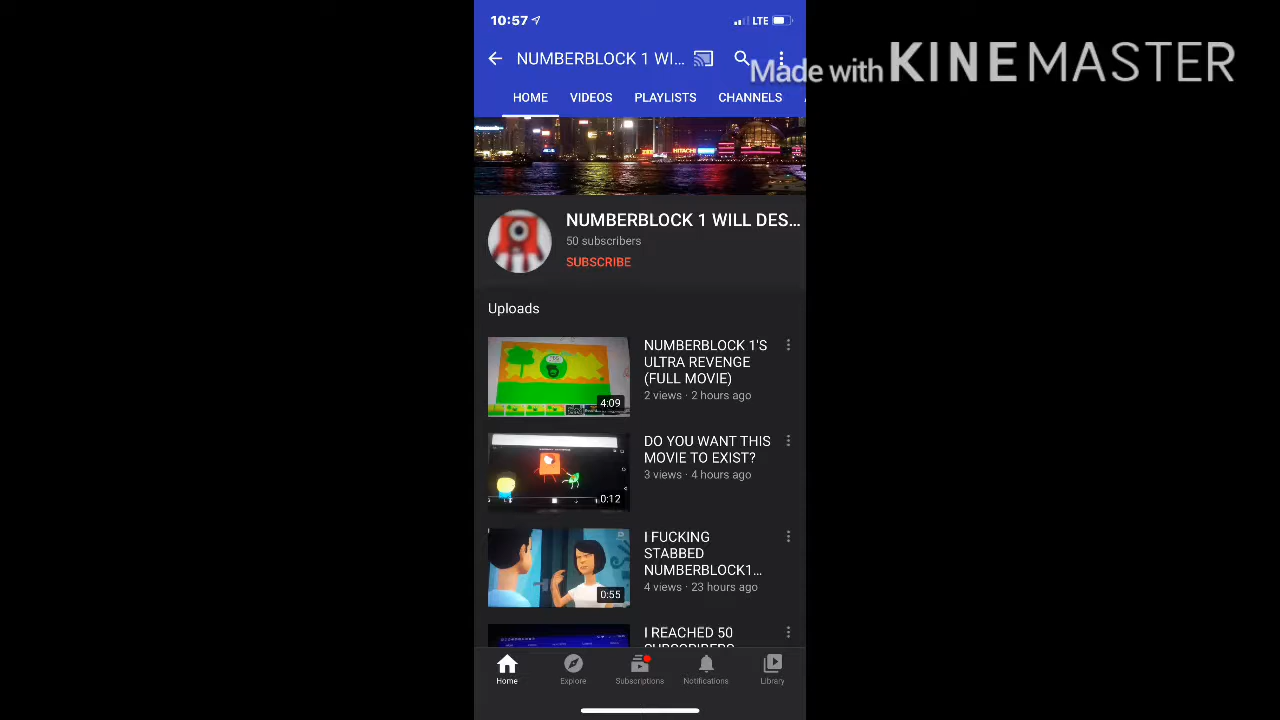 10:57
LTE
NUMBERBLOCK 1 WI...
Made with KINEMASTER
HOME VIDEOS PLAYLISTS CHANNELS
HITACHI
NUMBERBLOCK 1 WILL DES...
50 subscribers
SUBSCRIBE
Uploads
NUMBERBLOCK 1'S
ULTRA REVENGE
(FULL MOVIE)
2 views · 2 hours ago
4:09
DO YOU WANT THIS
MOVIE TO EXIST?
3 views · 4 hours ago
0:12
I FUCKING
STABBED
NUMBERBLOCK1...
4 views · 23 hours ago
0:55
I REACHED 50
SUBSCRIBERS
Home Explore Subscriptions Notifications Library